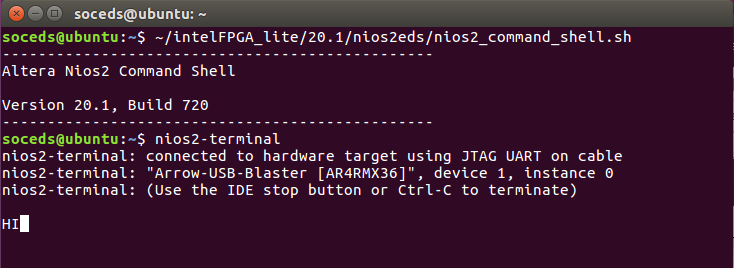 soceds@ubuntu: ~
soceds@ubuntu:~$ ~/intelFPGA_lite/20.1/nios2eds/nios2_command_shell.sh
------------------------------------------------
Altera Nios2 Command Shell
Version 20.1, Build 720
------------------------------------------------
soceds@ubuntu:~$ nios2-terminal
nios2-terminal: connected to hardware target using JTAG UART on cable
nios2-terminal: "Arrow-USB-Blaster [AR4RMX36]", device 1, instance 0
nios2-terminal: (Use the IDE stop button or Ctrl-C to terminate)
HI